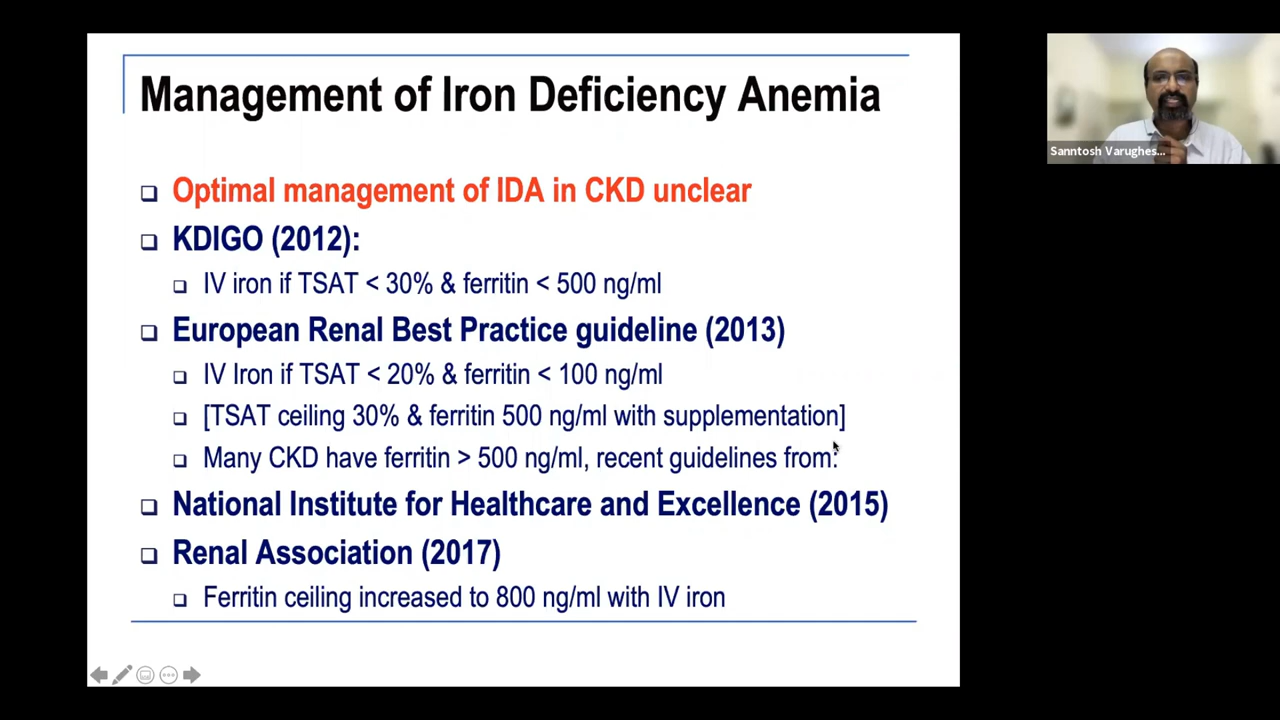 Management of Iron Deficiency Anemia
Optimal management of IDA in CKD unclear
KDIGO (2012):
IV iron if TSAT < 30% & ferritin < 500 ng/ml
European Renal Best Practice guideline (2013)
IV Iron if TSAT < 20% & ferritin < 100 ng/ml
[TSAT ceiling 30% & ferritin 500 ng/ml with supplementation]
Many CKD have ferritin > 500 ng/ml, recent guidelines from:
National Institute for Healthcare and Excellence (2015)
Renal Association (2017)
Ferritin ceiling increased to 800 ng/ml with IV iron
Sanntosh Varughes...